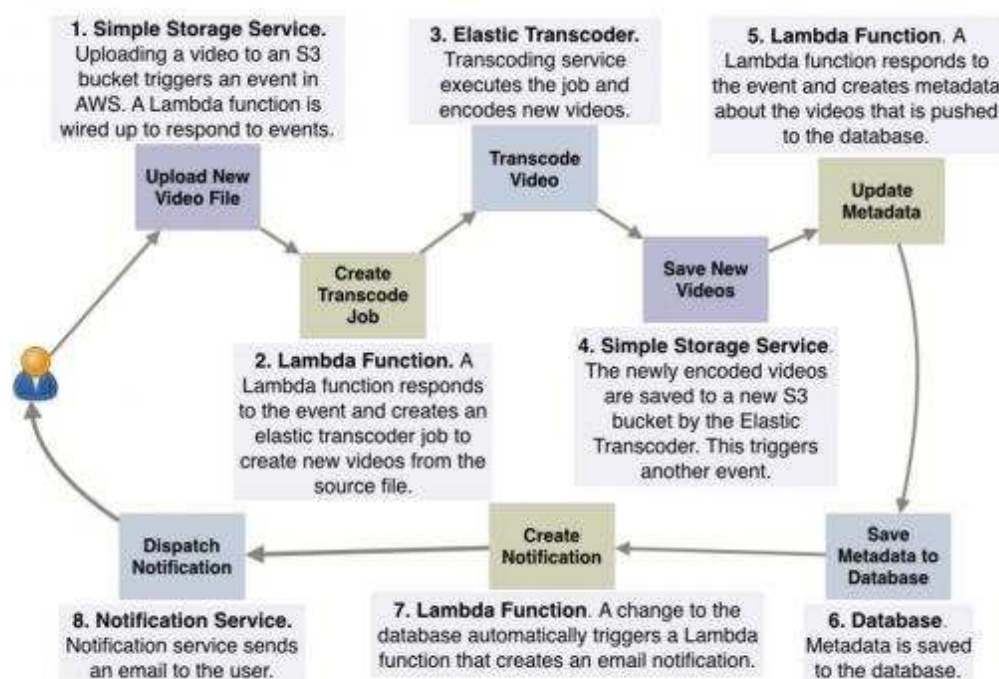 1. Simple Storage Service.
Uploading a video to an S3
bucket triggers an event in
AWS. A Lambda function is
wired up to respond to events.
Upload New
Video File
Create
Transcode
Job
2. Lambda Function. A
Lambda function responds
to the event and creates an
elastic transcoder job to
create new videos from the
source file.
3. Elastic Transcoder.
Transcoding service
executes the job and
encodes new videos.
Transcode
Video
Save New
Videos
4. Simple Storage Service.
The newly encoded videos
are saved to a new S3
bucket by the Elastic
Transcoder. This triggers
another event.
5. Lambda Function. A
Lambda function responds to
the event and creates metadata
about the videos that is pushed
to the database.
Update
Metadata
Save
Metadata to
Database
6. Database.
Metadata is saved
to the database.
Create
Notification
7. Lambda Function. A change to the
database automatically triggers a Lambda
function that creates an email notification.
Dispatch
Notification
8. Notification Service.
Notification service sends
an email to the user.